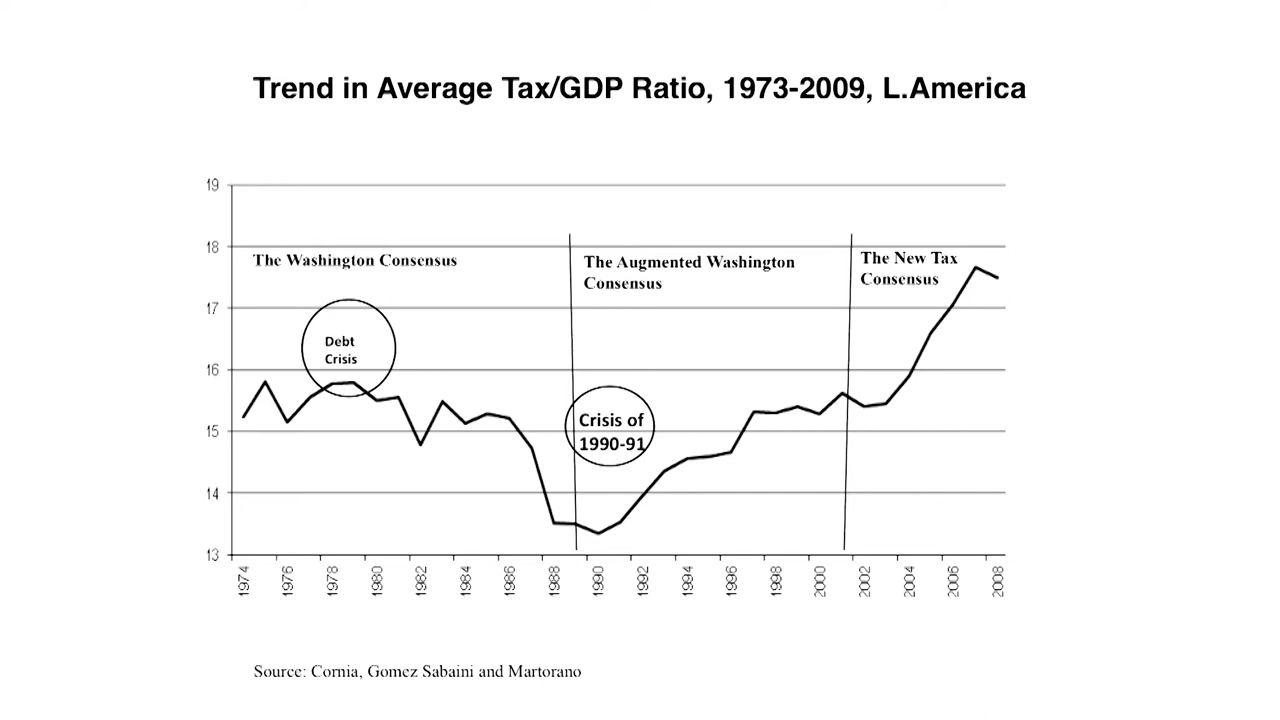 Trend in Average Tax/GDP Ratio, 1973-2009, L.America
19
18
17
16
15
14
13
The Washington Consensus
The Augmented Washington
Consensus
The New Tax
Consensus
Debt
Crisis
Crisis of
1990-91
1974
1976
1978
1980
1982
1984
1986
1988
1990
1992
1994
1996
1998
2000
2002
2004
2006
2008
Source: Cornia, Gomez Sabaini and Martorano